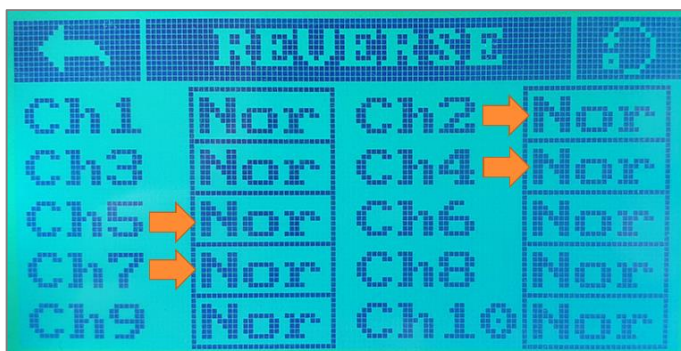 REVERSE
Ch1 Nor Ch2 Nor
Ch3 Nor Ch4 Nor
Ch5 Nor Ch6 Nor
Ch7 Nor Ch8 Nor
Ch9 Nor Ch10 Nor